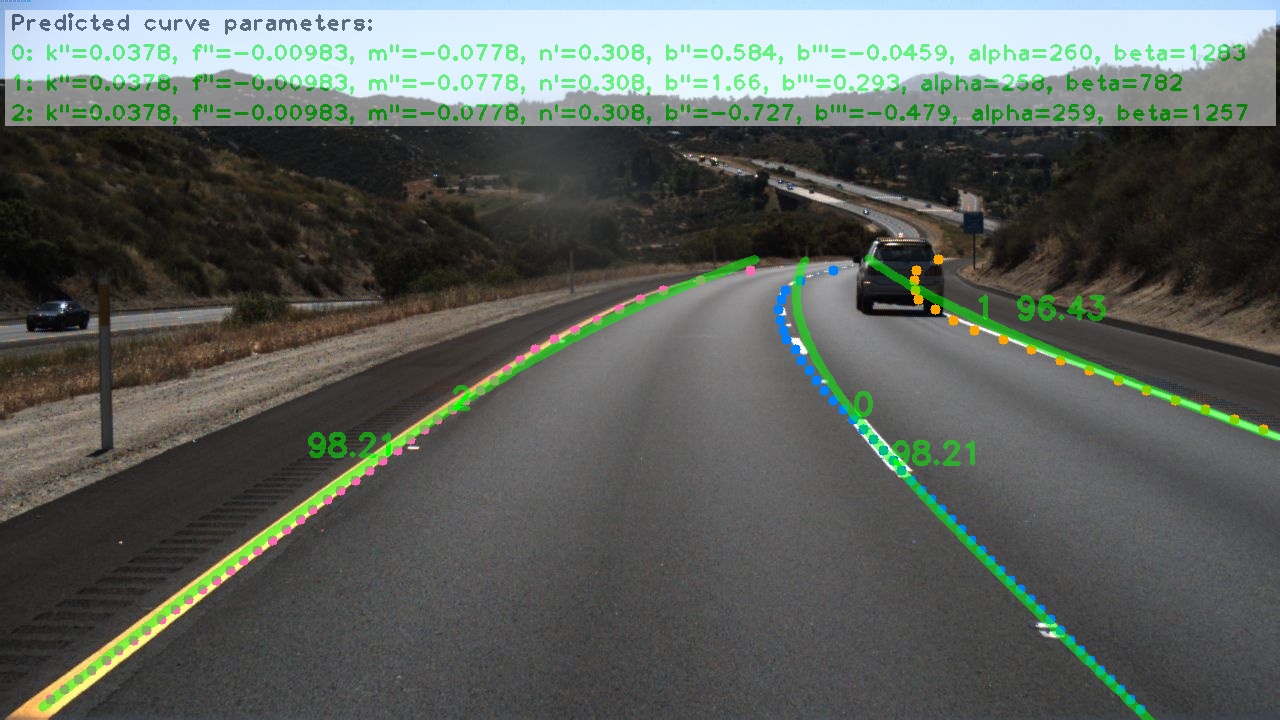 Predicted curve parameters:
0: k''=0.0378, f''=-0.00983, m''=-0.0778, n'=0.308, b''=0.584, b'''=-0.0459, alpha=260, beta=1283
1: k''=0.0378, f''=-0.00983, m''=-0.0778, n'=0.308, b''=1.66, b'''=0.293, alpha=258, beta=782
2: k''=0.0378, f''=-0.00983, m''=-0.0778, n'=0.308, b''=-0.727, b'''=-0.479, alpha=259, beta=1257
1 96.43
2
0
98.21
98.21